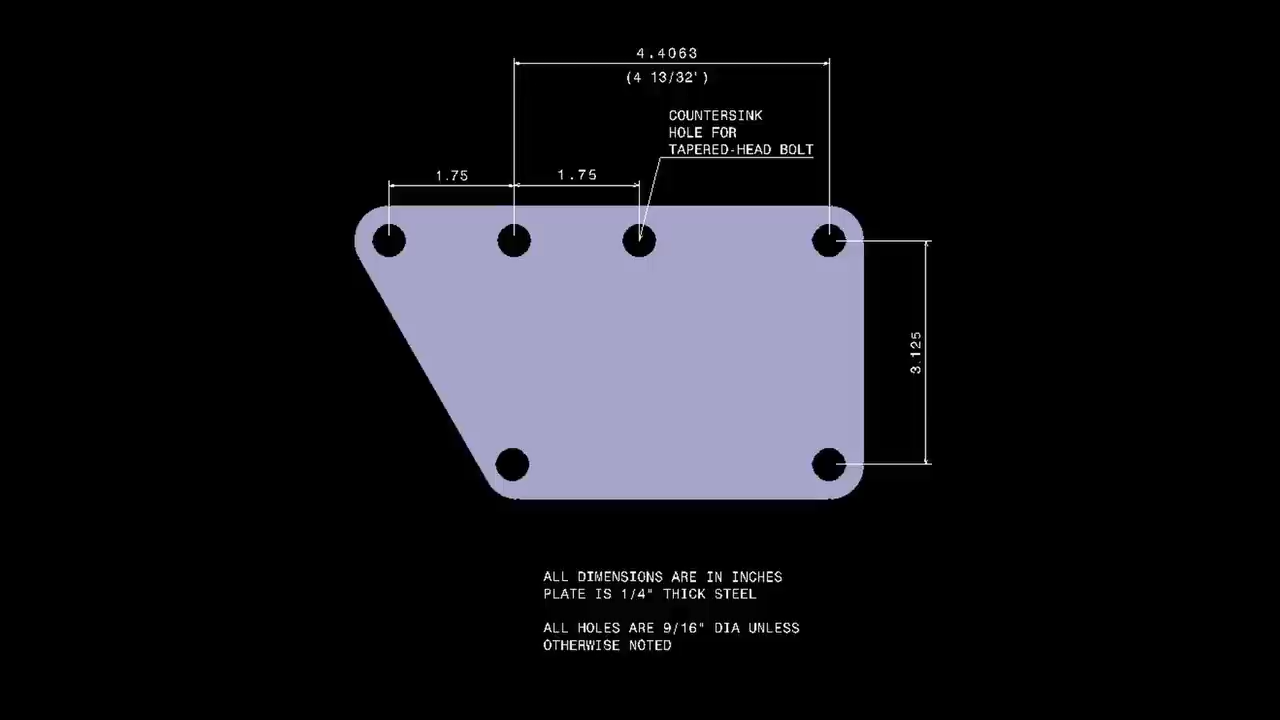 4.4063
(4 13/32')
COUNTERSINK
HOLE FOR
TAPERED-HEAD BOLT
1.75
1.75
3.125
ALL DIMENSIONS ARE IN INCHES
PLATE IS 1/4" THICK STEEL
ALL HOLES ARE 9/16" DIA UNLESS
OTHERWISE NOTED